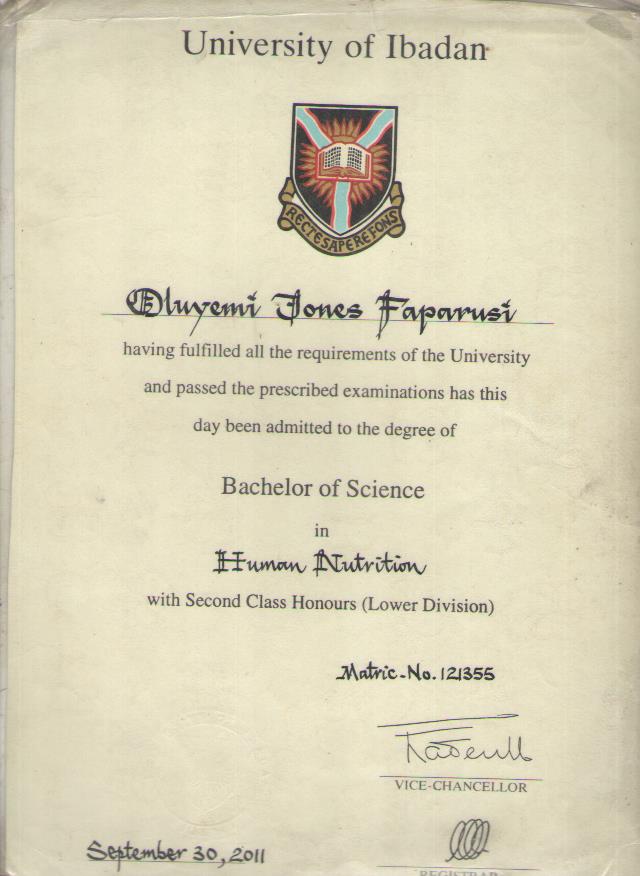 University of Ibadan
RECTE SAPERE FONS
Oluyemi Jones Faparusi
having fulfilled all the requirements of the University
and passed the prescribed examinations has this
day been admitted to the degree of
Bachelor of Science
in
Human Nutrition
with Second Class Honours (Lower Division)
Matric-No. 121355
VICE-CHANCELLOR
September 30, 2011
REGISTRAR